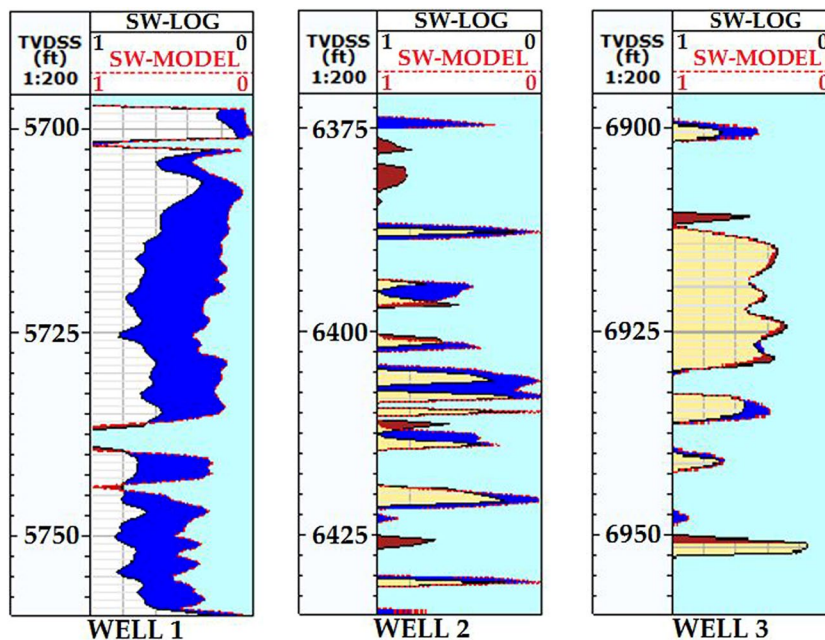 SW-LOG
TVDSS
(ft)
1:200
1 0
SW-MODEL
1 0
5700
5725
5750
WELL 1
SW-LOG
TVDSS
(ft)
1:200
1 0
SW-MODEL
1 0
6375
6400
6425
WELL 2
SW-LOG
TVDSS
(ft)
1:200
1 0
SW-MODEL
1 0
6900
6925
6950
WELL 3